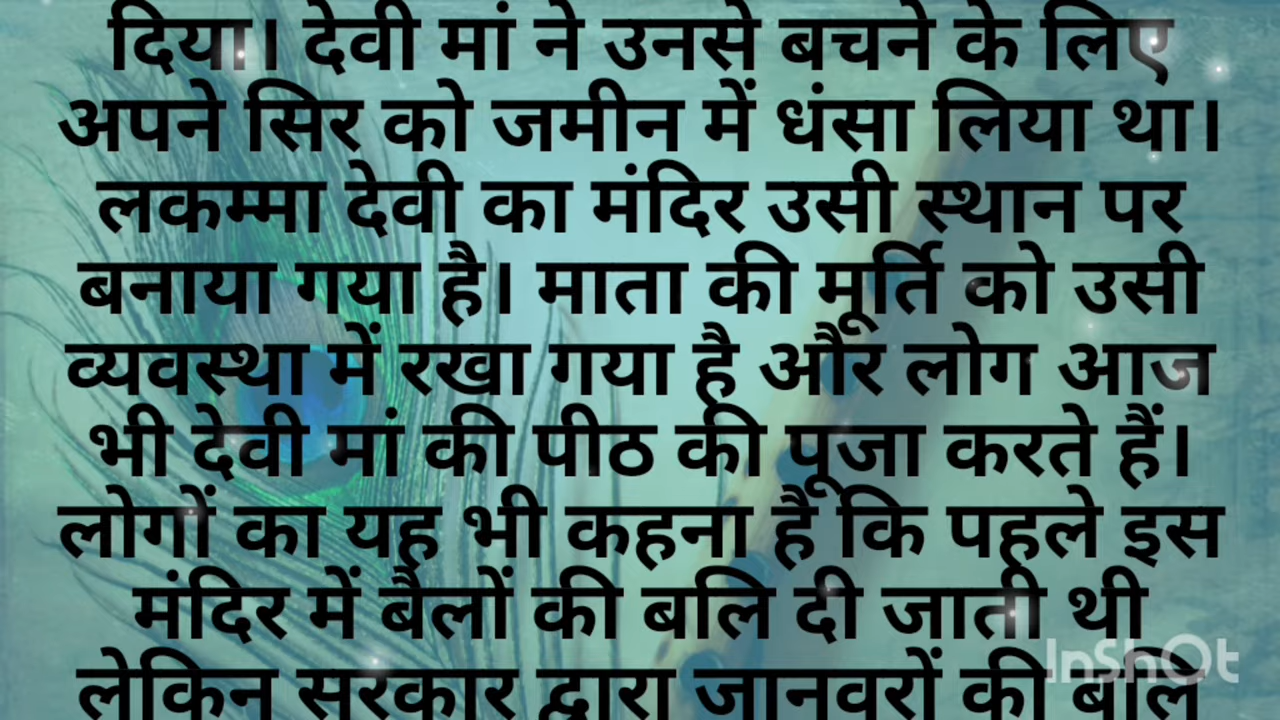 दिया। देवी मां ने उनसे बचने के लिए
अपने सिर को जमीन में धंसा लिया था।
लकम्मा देवी का मंदिर उसी स्थान पर
बनाया गया है। माता की मूर्ति को उसी
व्यवस्था में रखा गया है और लोग आज
भी देवी मां की पीठ की पूजा करते हैं।
लोगों का यह भी कहना है कि पहले इस
मंदिर में बैलों की बलि दी जाती थी
लेकिन सरकार द्वारा जानवरों की बलि
InShOt